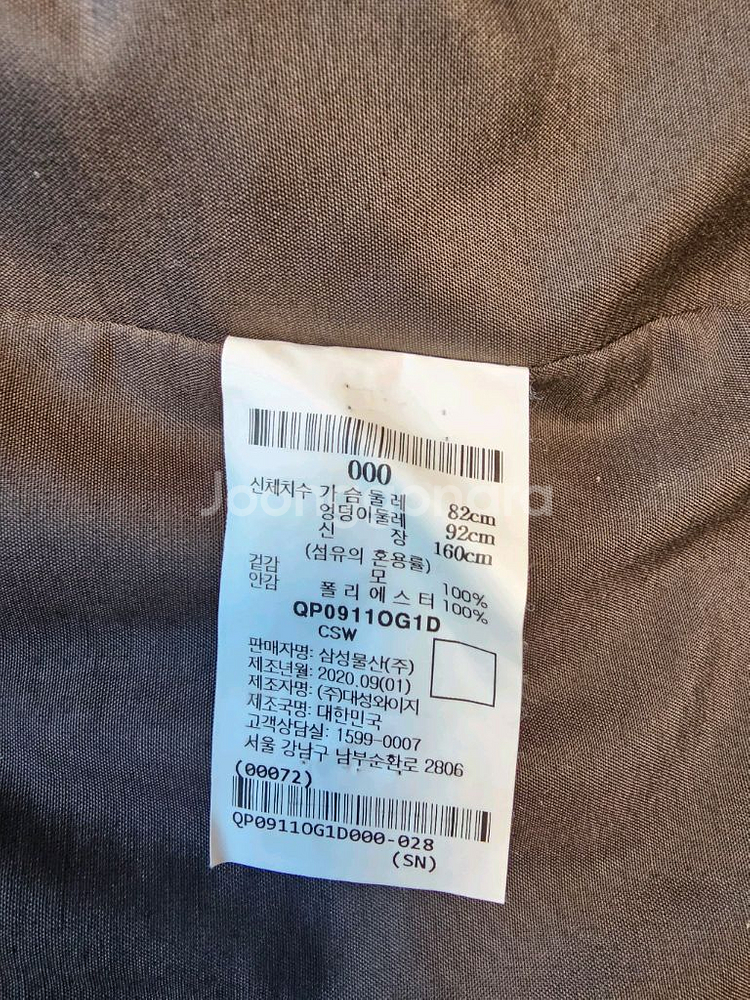 000
신체치수 가 슴 둘 레 82cm
엉덩이둘레 92cm
신 장 160cm
(섬유의 혼용률)
겉감 모 100%
안감 폴 리 에 스 터 100%
QP0911OG1D
CSW
판매자명: 삼성물산(주)
제조년월: 2020.09(01)
제조자명: (주)대성와이지
제조국명: 대한민국
고객상담실: 1599-0007
서울 강남구 남부순환로 2806
(00072)
QP0911OG1D000-028
(SN)
Joonggonara